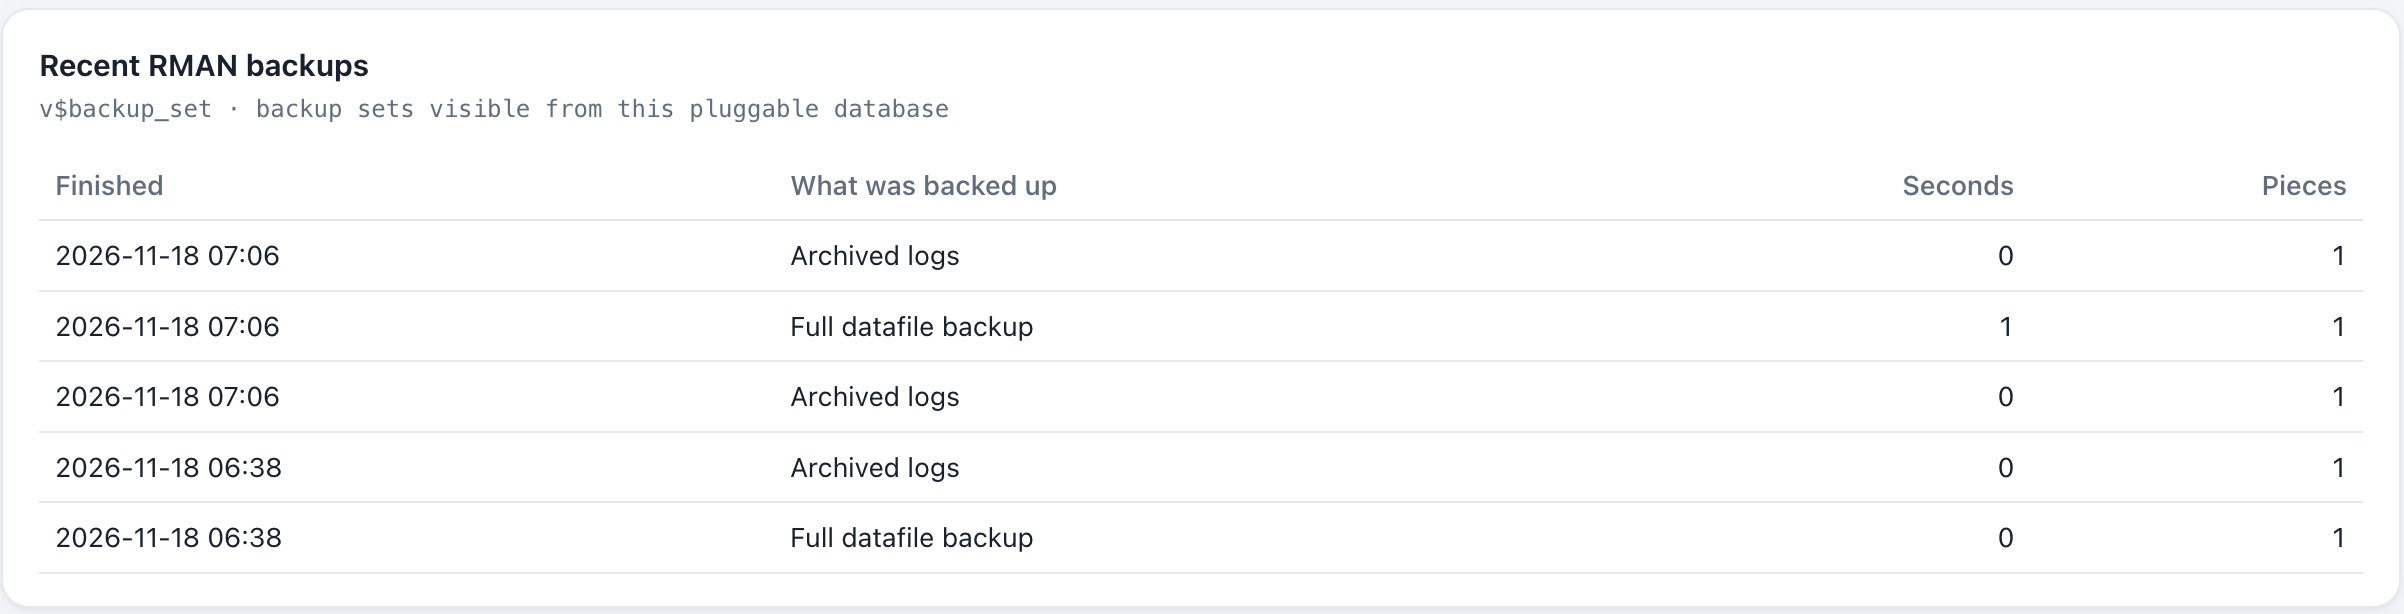 Recent RMAN backups
v$backup_set · backup sets visible from this pluggable database
Finished What was backed up Seconds Pieces
2026-11-18 07:06 Archived logs 0 1
2026-11-18 07:06 Full datafile backup 1 1
2026-11-18 07:06 Archived logs 0 1
2026-11-18 06:38 Archived logs 0 1
2026-11-18 06:38 Full datafile backup 0 1